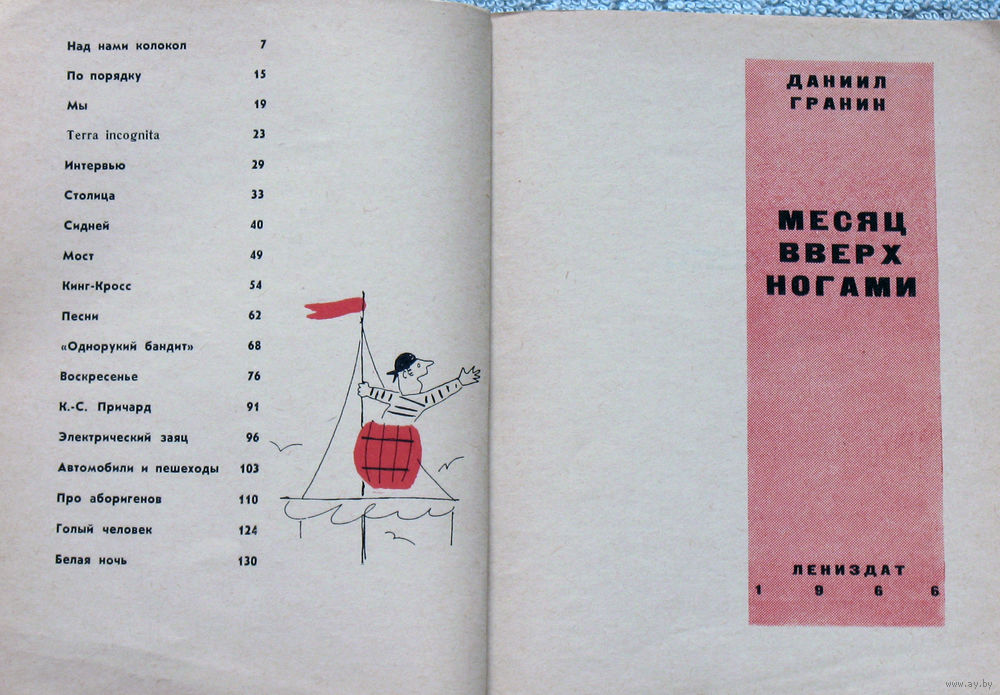 Над нами колокол 7
По порядку 15
Мы 19
Terra incognita 23
Интервью 29
Столица 33
Сидней 40
Мост 49
Кинг-Кросс 54
Песни 62
«Однорукий бандит» 68
Воскресенье 76
К.-С. Причард 91
Электрический заяц 96
Автомобили и пешеходы 103
Про аборигенов 110
Голый человек 124
Белая ночь 130
ДАНИИЛ
ГРАНИН
МЕСЯЦ
ВВЕРХ
НОГАМИ
ЛЕНИЗДАТ
1 9 6 6
www.ay.by